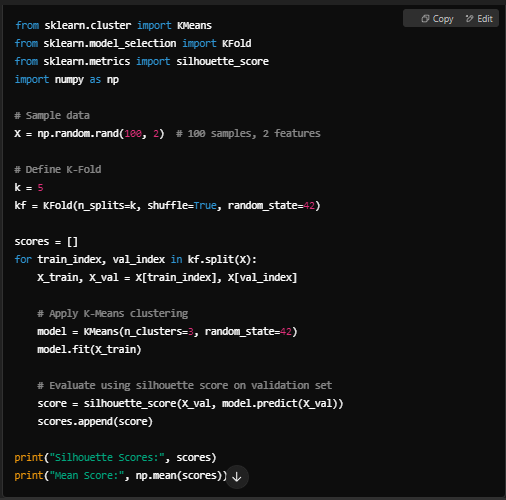 Copy Edit
from sklearn.cluster import KMeans
from sklearn.model_selection import KFold
from sklearn.metrics import silhouette_score
import numpy as np
# Sample data
X = np.random.rand(100, 2)  # 100 samples, 2 features
# Define K-Fold
k = 5
kf = KFold(n_splits=k, shuffle=True, random_state=42)
scores = []
for train_index, val_index in kf.split(X):
    X_train, X_val = X[train_index], X[val_index]
    # Apply K-Means clustering
    model = KMeans(n_clusters=3, random_state=42)
    model.fit(X_train)
    # Evaluate using silhouette score on validation set
    score = silhouette_score(X_val, model.predict(X_val))
    scores.append(score)
print("Silhouette Scores:", scores)
print("Mean Score:", np.mean(scores))